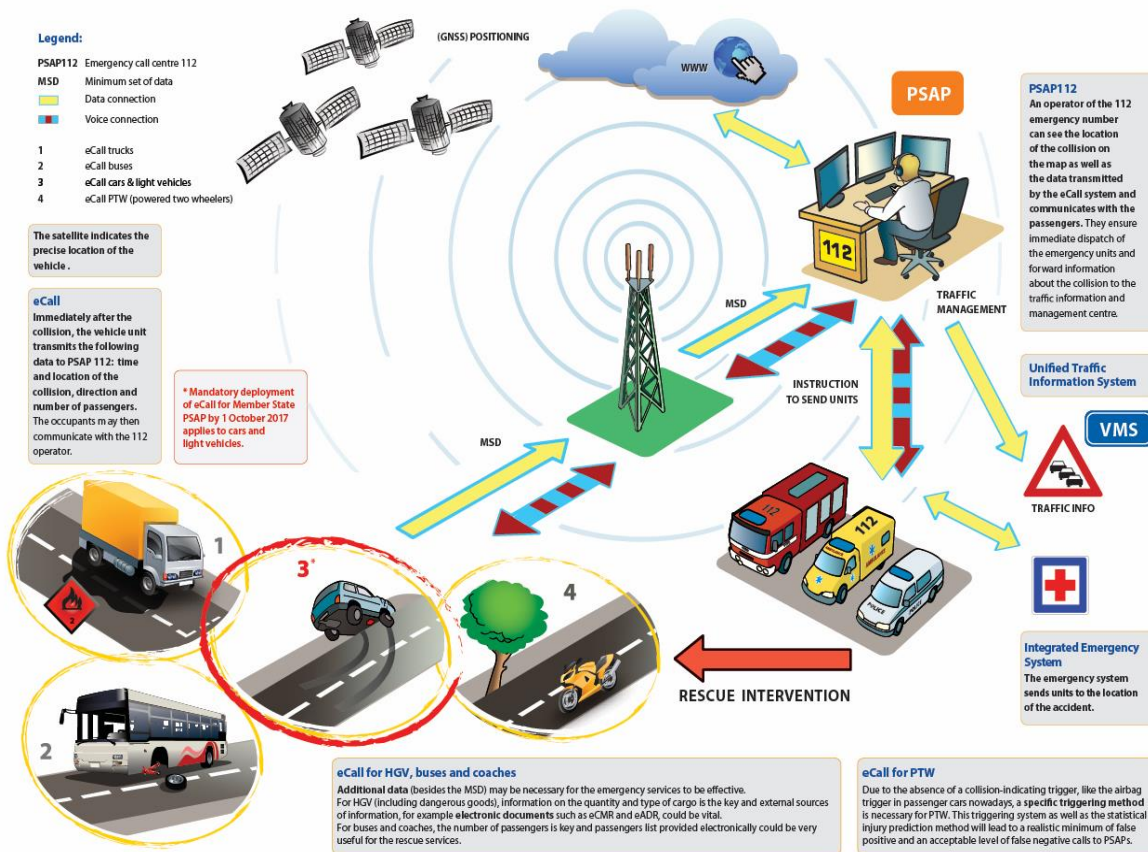 Legend:
PSAP112 Emergency call centre 112
MSD Minimum set of data
Data connection
Voice connection
1 eCall trucks
2 eCall buses
3 eCall cars & light vehicles
4 eCall PTW (powered two wheelers)
The satellite indicates the
precise location of the
vehicle .
eCall
Immediately after the
collision, the vehicle unit
transmits the following
data to PSAP 112: time
and location of the
collision, direction and
number of passengers.
The occupants may then
communicate with the 112
operator.
* Mandatory deployment
of eCall for Member State
PSAP by 1 October 2017
applies to cars and
light vehicles.
(GNSS) POSITIONING
WWW
PSAP
112
PSAP112
An operator of the 112
emergency number
can see the location
of the collision on
the map as well as
the data transmitted
by the eCall system and
communicates with the
passengers. They ensure
immediate dispatch of
the emergency units and
forward information
about the collision to the
traffic information and
management centre.
MSD
TRAFFIC
MANAGEMENT
INSTRUCTION
TO SEND UNITS
MSD
Unified Traffic
Information System
VMS
TRAFFIC INFO
112
112
AMBULANCE
POLICE
POLICE
1
2
3*
4
2
RESCUE INTERVENTION
Integrated Emergency
System
The emergency system
sends units to the location
of the accident.
eCall for HGV, buses and coaches
Additional data (besides the MSD) may be necessary for the emergency services to be effective.
For HGV (including dangerous goods), information on the quantity and type of cargo is the key and external sources
of information, for example electronic documents such as eCMR and eADR, could be vital.
For buses and coaches, the number of passengers is key and passengers list provided electronically could be very
useful for the rescue services.
eCall for PTW
Due to the absence of a collision-indicating trigger, like the airbag
trigger in passenger cars nowadays, a specific triggering method
is necessary for PTW. This triggering system as well as the statistical
injury prediction method will lead to a realistic minimum of false
positive and an acceptable level of false negative calls to PSAPs.